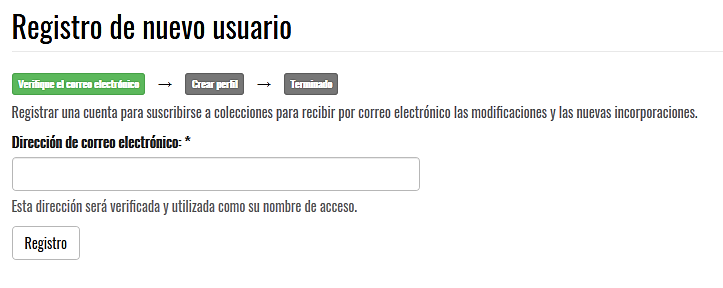 Registro de nuevo usuario
Verifique el correo electrónico → Crear perfil → Terminado
Registrar una cuenta para suscribirse a colecciones para recibir por correo electrónico las modificaciones y las nuevas incorporaciones.
Dirección de correo electrónico: *
Esta dirección será verificada y utilizada como su nombre de acceso.
Registro